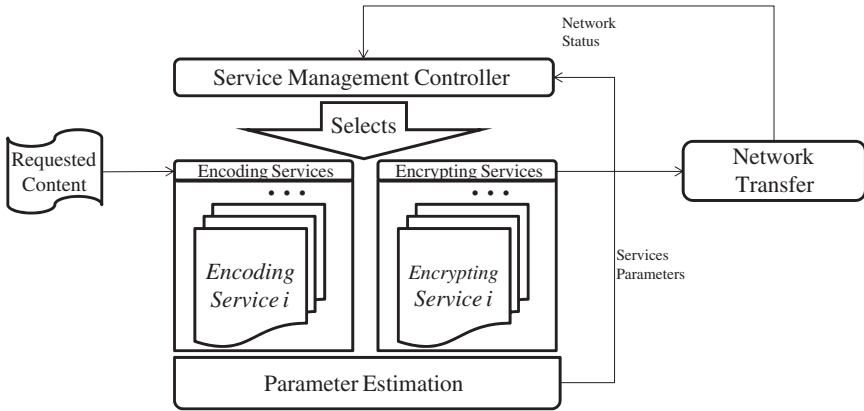 Network
Status
Service Management Controller
Selects
Requested
Content
Encoding Services
Encrypting Services
Network
Transfer
• • •
• • •
Encoding
Service i
Encrypting
Service i
Services
Parameters
Parameter Estimation